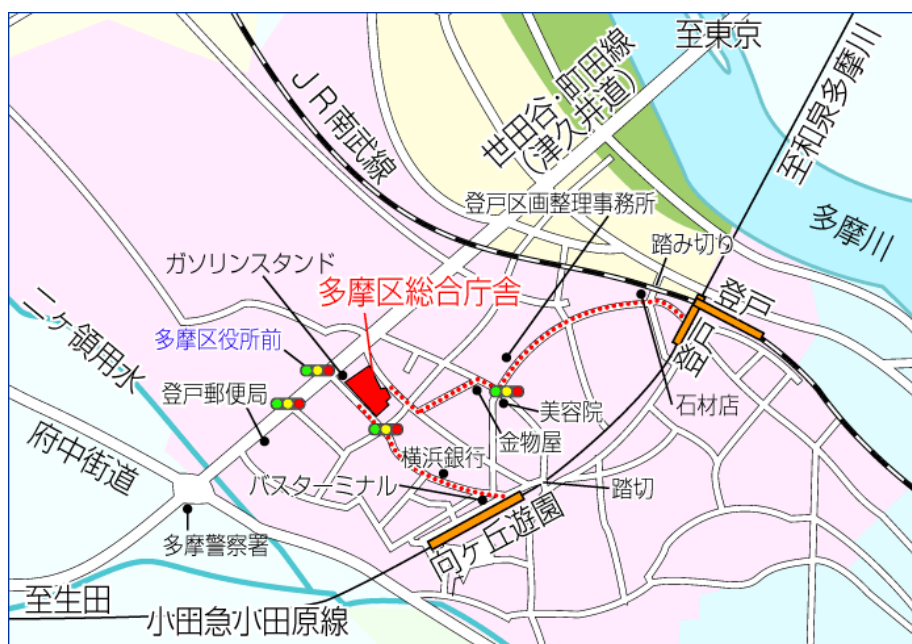 至東京
世田谷・町田線
（津久井道）
JR南武線
至和泉多摩川
多摩川
登戸区画整理事務所
踏み切り
ガソリンスタンド
多摩区総合庁舎
登戸
登戸
二ヶ領用水
多摩区役所前
登戸郵便局
美容院
石材店
金物屋
府中街道
横浜銀行
バスターミナル
踏切
向ケ丘遊園
多摩警察署
至生田
小田急小田原線